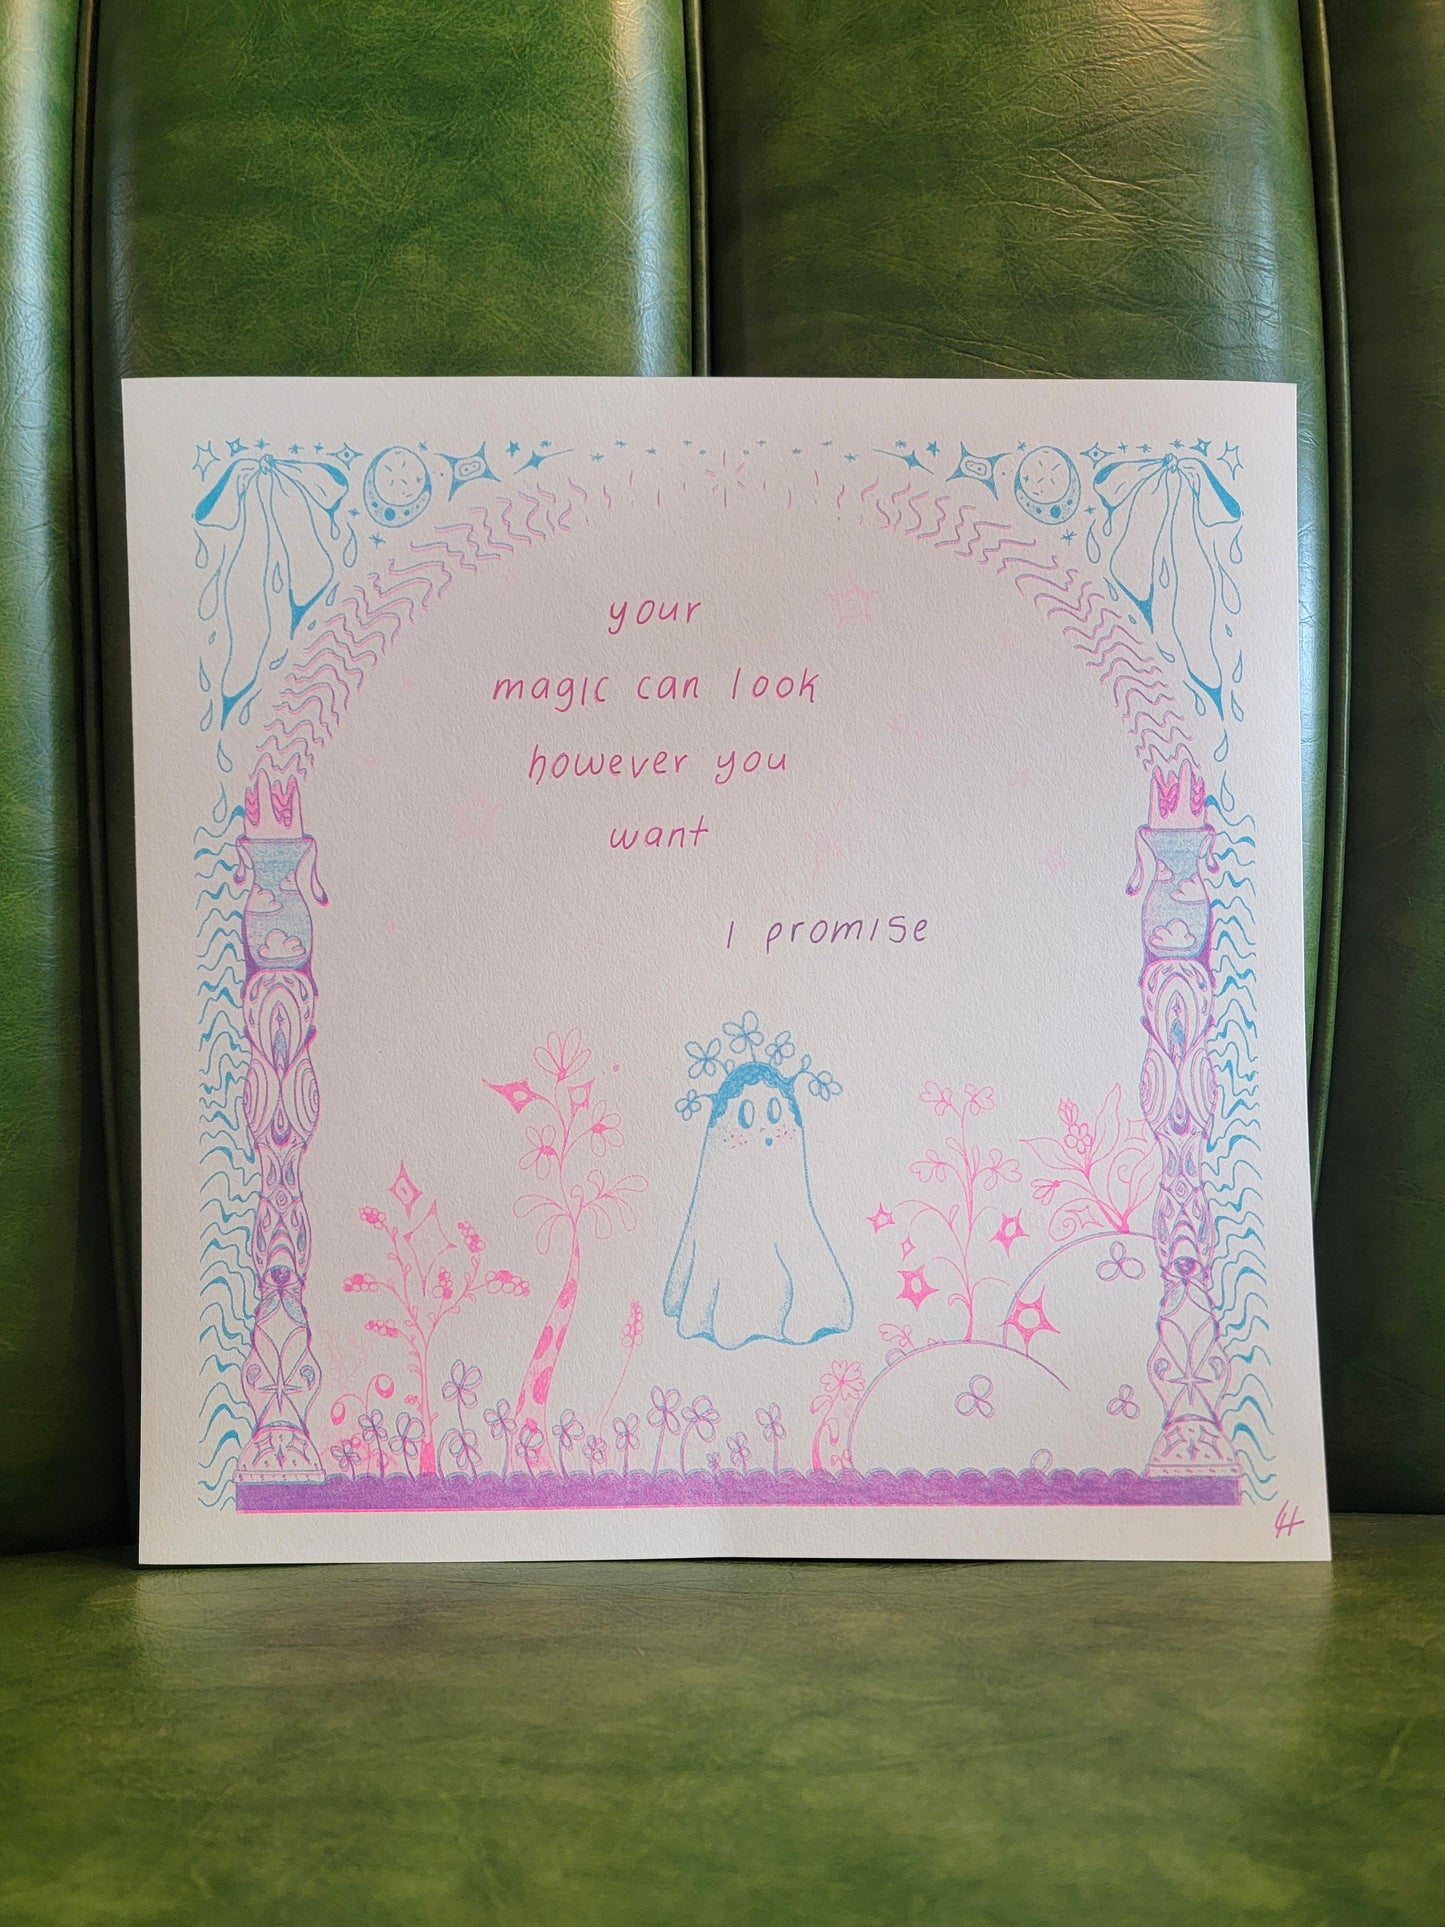 your
magic can look
however you
want
I promise